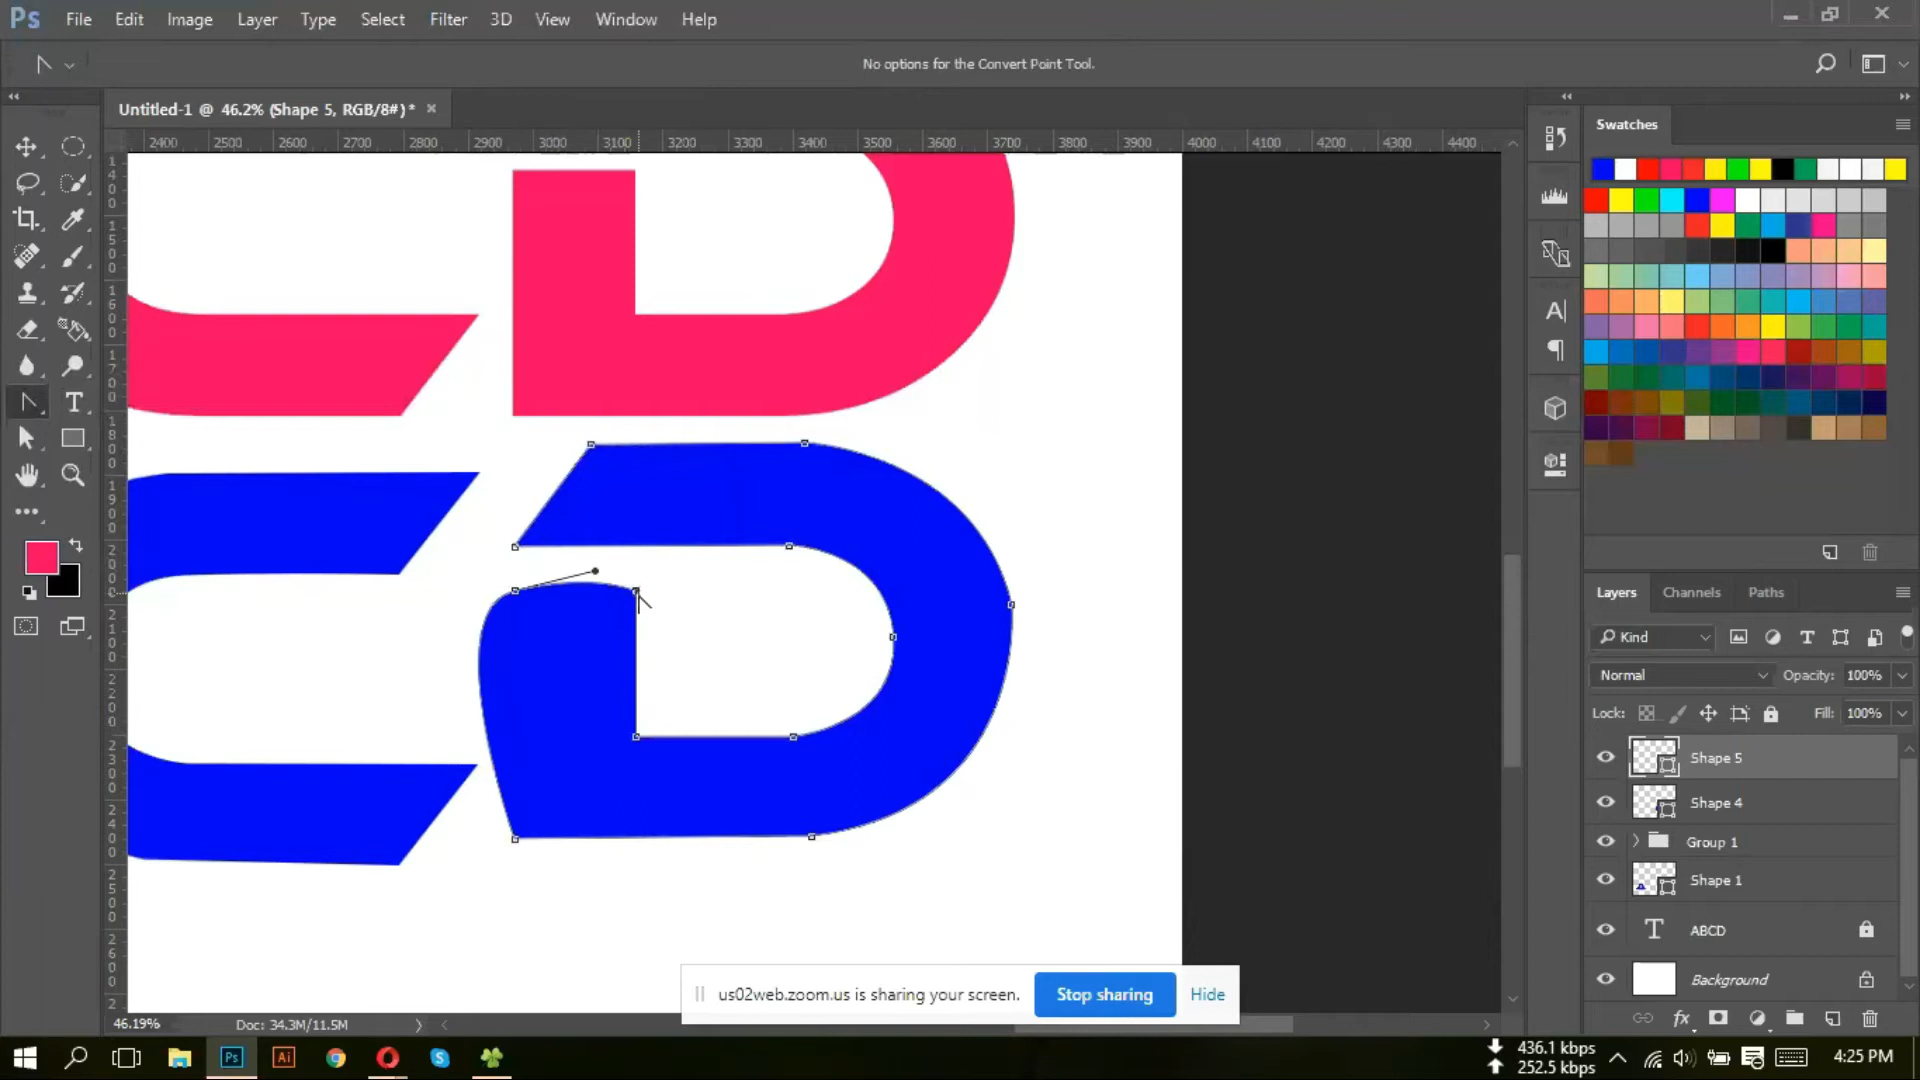 Ps File Edit Image Layer Type Select Filter 3D View Window Help
No options for the Convert Point Tool.
Untitled-1 @ 46.2% (Shape 5, RGB/8#) *
Swatches
2400 2500 2600 2700 2800 2900 3000 3100 3200 3300 3400 3500 3600 3700 3800 3900 4000 4100 4200 4300 4400
Layers Channels Paths
Kind
Normal Opacity: 100%
Lock: Fill: 100%
Shape 5
Shape 4
Group 1
Shape 1
T ABCD
Background
us02web.zoom.us is sharing your screen. Stop sharing Hide
46.19% Doc: 34.3M/11.5M
fx
Ps Ai
436.1 kbps
252.5 kbps
4:25 PM